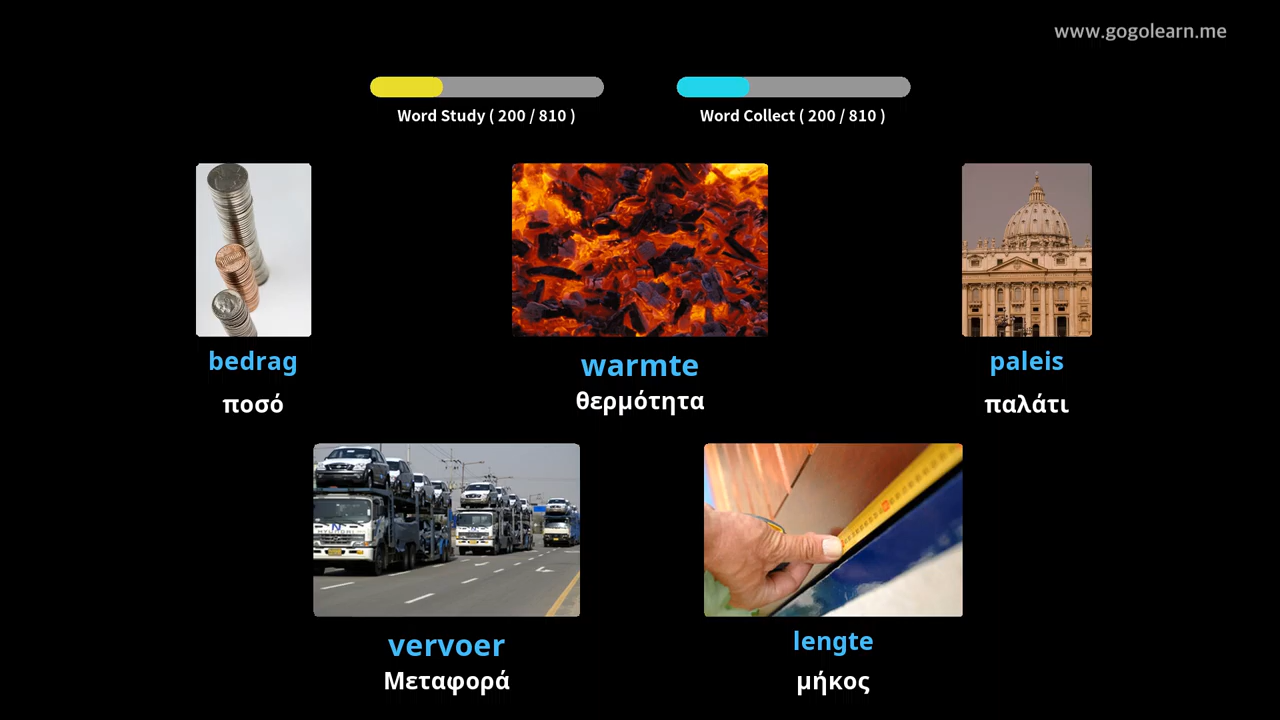 www.gogolearn.me
Word Study ( 200 / 810 )
Word Collect ( 200 / 810 )
bedrag
ποσό
warmte
θερμότητα
paleis
παλάτι
vervoer
Μεταφορά
lengte
μήκος